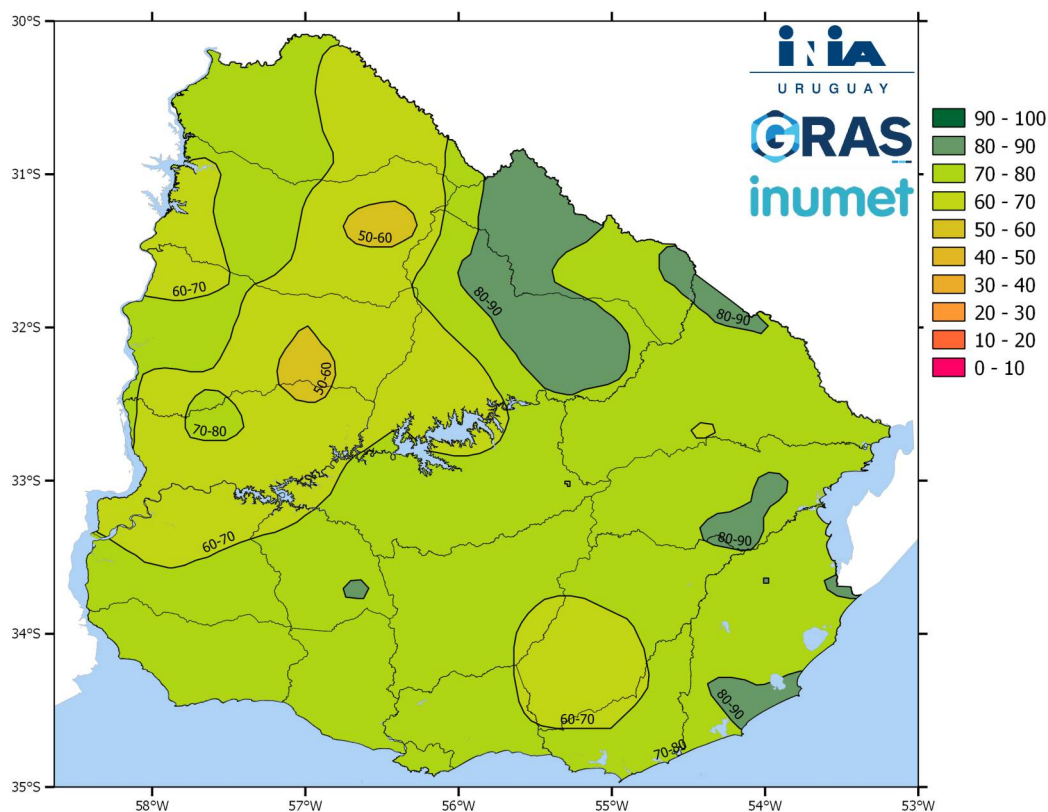 30°S
31°S
32°S
33°S
34°S
35°S
58°W
57°W
56°W
55°W
54°W
53°W
INIA
URUGUAY
GRAS
inumet
90 - 100
80 - 90
70 - 80
60 - 70
50 - 60
40 - 50
30 - 40
20 - 30
10 - 20
0 - 10
50-60
60-70
80-90
80-90
50-60
70-80
60-70
80-90
60-70
80-90
70-80